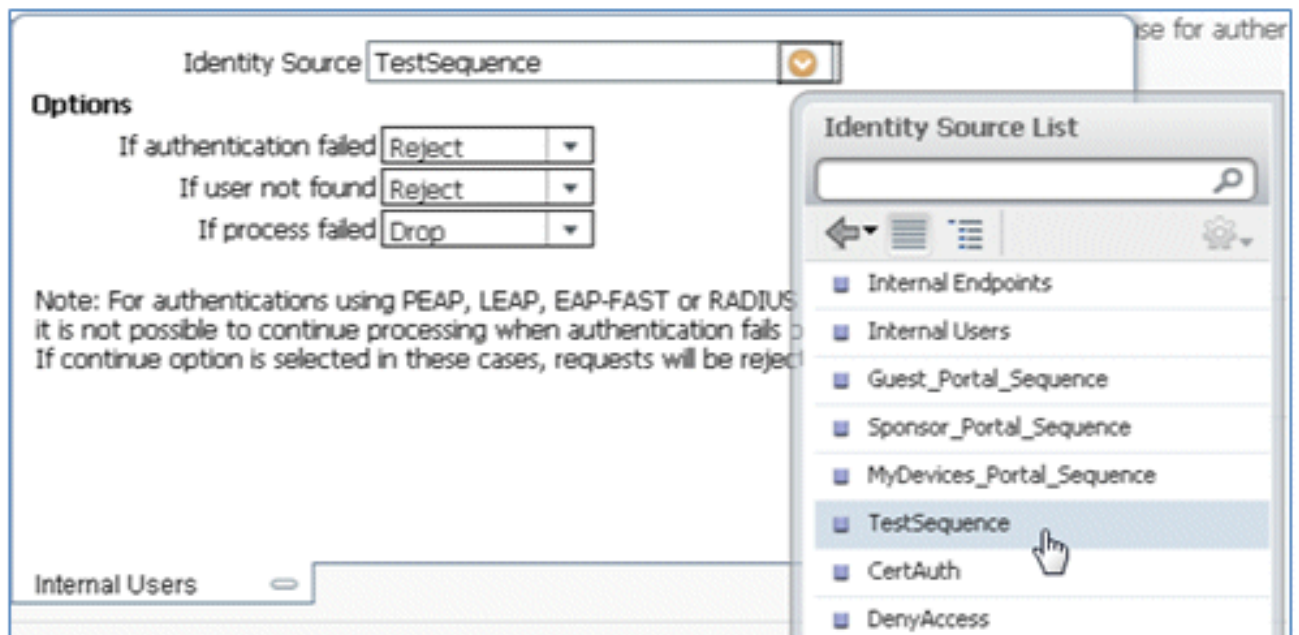 se for auther
Identity Source TestSequence
Options
If authentication failed Reject
If user not found Reject
If process failed Drop
Note: For authentications using PEAP, LEAP, EAP-FAST or RADIUS
it is not possible to continue processing when authentication fails
If continue option is selected in these cases, requests will be reject
Internal Users
Identity Source List
Internal Endpoints
Internal Users
Guest_Portal_Sequence
Sponsor_Portal_Sequence
MyDevices_Portal_Sequence
TestSequence
CertAuth
DenyAccess